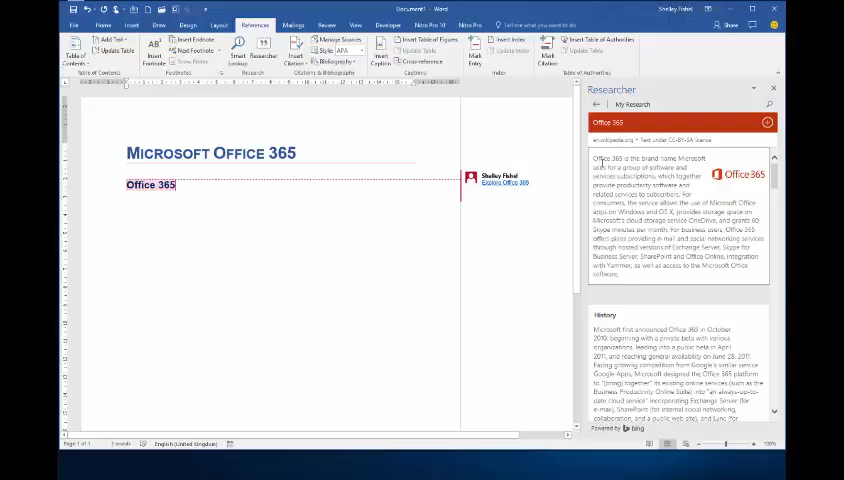 Document1 - Word
Shelley Fishel
File Home Insert Draw Design Layout References Mailings Review View Developer Nitro Pro 10 Nitro Pro Tell me what you want to do Share
Table of Contents
Add Text
Update Table
Table of Contents
Insert Footnote
Insert Endnote
Next Footnote
Show Notes
Footnotes
Smart Lookup
Researcher
Insert Citation
Manage Sources
Style: APA
Bibliography
Citations & Bibliography
Insert Caption
Insert Table of Figures
Update Table
Cross-reference
Captions
Mark Entry
Insert Index
Update Index
Index
Mark Citation
Insert Table of Authorities
Update Table
Table of Authorities
MICROSOFT OFFICE 365
Office 365
Shelley Fishel
Explore Office 365
Researcher
My Research
Office 365
en.wikipedia.org • Text under CC-BY-SA license
Office 365 is the brand name Microsoft
uses for a group of software and
services subscriptions, which together
provide productivity software and
related services to subscribers. For
consumers, the service allows the use of Microsoft Office
apps on Windows and OS X, provides storage space on
Microsoft's cloud storage service OneDrive, and grants 60
Skype minutes per month. For business users, Office 365
offers plans providing e-mail and social networking services
through hosted versions of Exchange Server, Skype for
Business Server, SharePoint and Office Online, integration
with Yammer, as well as access to the Microsoft Office
software.
Office 365
History
Microsoft first announced Office 365 in October
2010, beginning with a private beta with various
organizations, leading into a public beta in April
2011, and reaching general availability on June 28, 2011.
Facing growing competition from Google's similar service
Google Apps, Microsoft designed the Office 365 platform
to "[bring] together" its existing online services (such as the
Business Productivity Online Suite) into "an always-up-to-
date cloud service" incorporating Exchange Server (for
e-mail), SharePoint (for internal social networking,
collaboration, and a public web site), and Lync (for
Powered by bing
Page 1 of 1 5 words English (United Kingdom) 100%